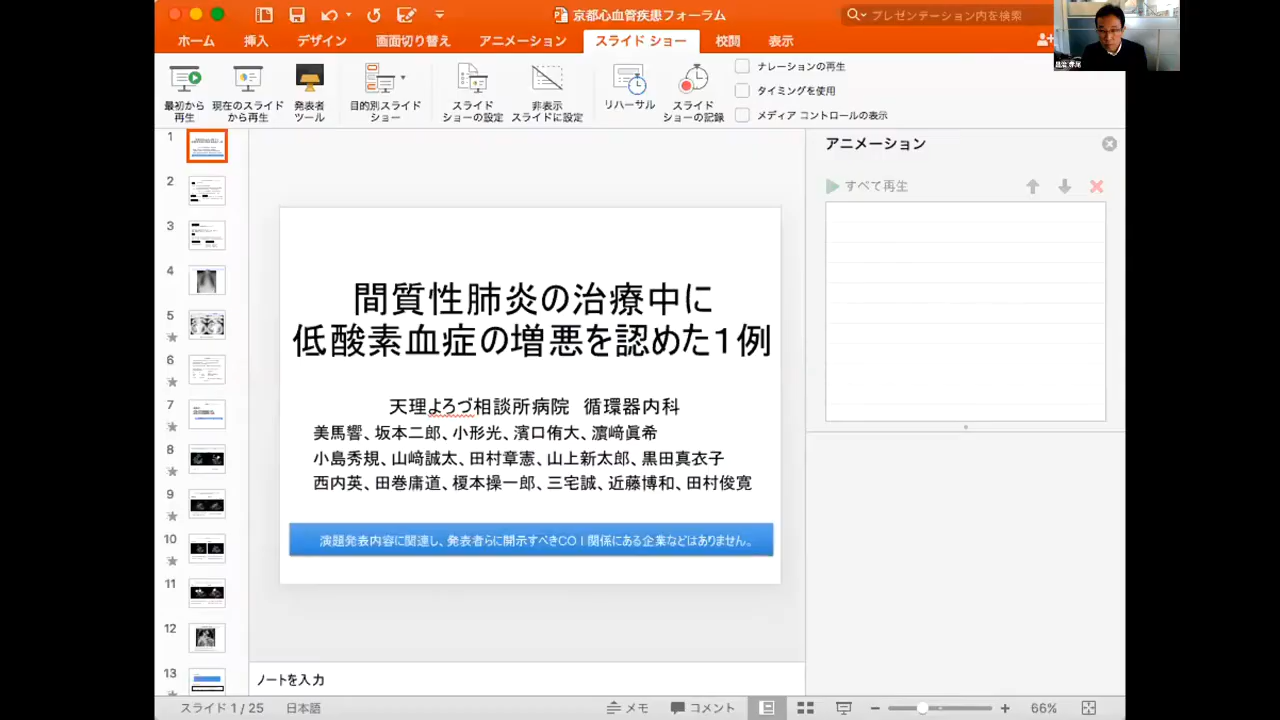 京都心血管疾患フォーラム
プレゼンテーション内を検索
ホーム 挿入 デザイン 画面切り替え アニメーション スライド ショー 校閲 表示
最初から
再生
現在のスライド
から再生
発表者
ツール
目的別スライド
ショー
スライド
ショーの設定
非表示
スライドに設定
リハーサル
スライド
ショーの記録
ナレーションの再生
タイミングを使用
メディア コントロールの表示
1
2
3
4
5
6
7
8
9
10
11
12
13
間質性肺炎の治療中に
低酸素血症の増悪を認めた1例
天理よろづ相談所病院 循環器内科
美馬響、坂本二郎、小形光、濱口侑大、濵﨑眞希
小島秀規、山﨑誠太、田村章憲、山上新太郎、黒田真衣子
西内英、田巻庸道、榎本操一郎、三宅誠、近藤博和、田村俊寛
演題発表内容に関連し、発表者らに開示すべきCOI関係にある企業などはありません。
アニメーション
すべて再生
ノートを入力
スライド 1 / 25 日本語 メモ コメント 66%